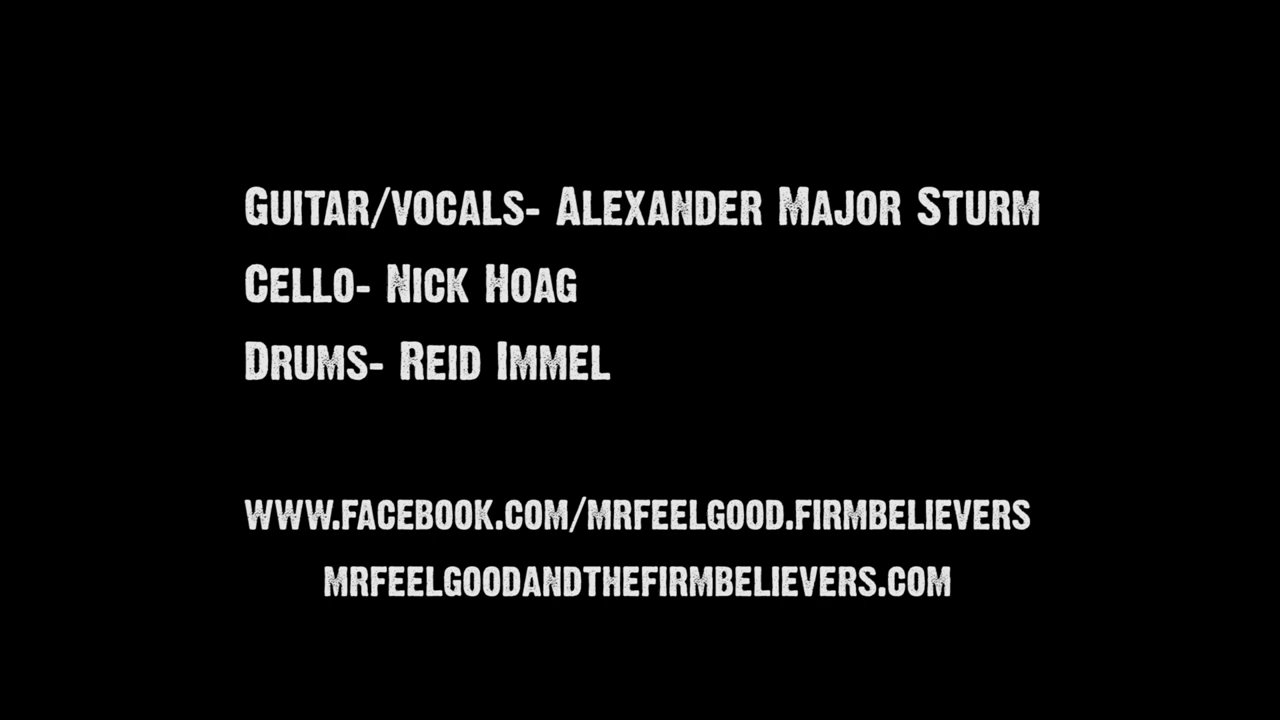 Guitar/vocals- Alexander Major Sturm
Cello- Nick Hoag
Drums- Reid Immel
www.facebook.com/mrfeelgood.firmbelievers
mrfeelgoodandthefirmbelievers.com